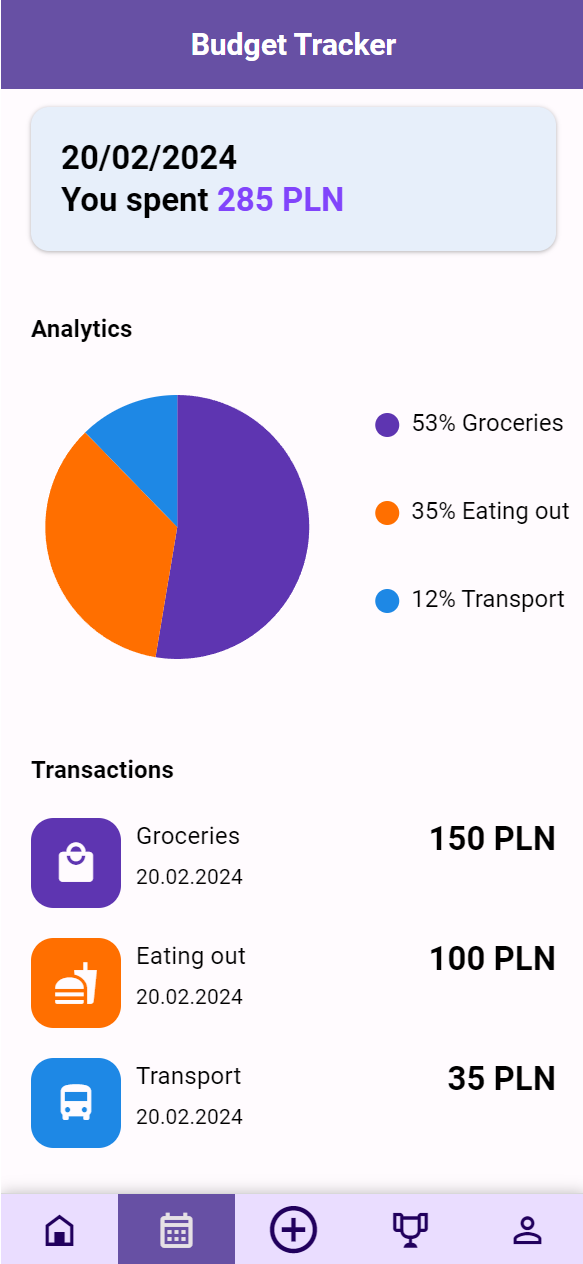 Budget Tracker
20/02/2024
You spent 285 PLN
Analytics
53% Groceries
35% Eating out
12% Transport
Transactions
Groceries 150 PLN
20.02.2024
Eating out 100 PLN
20.02.2024
Transport 35 PLN
20.02.2024